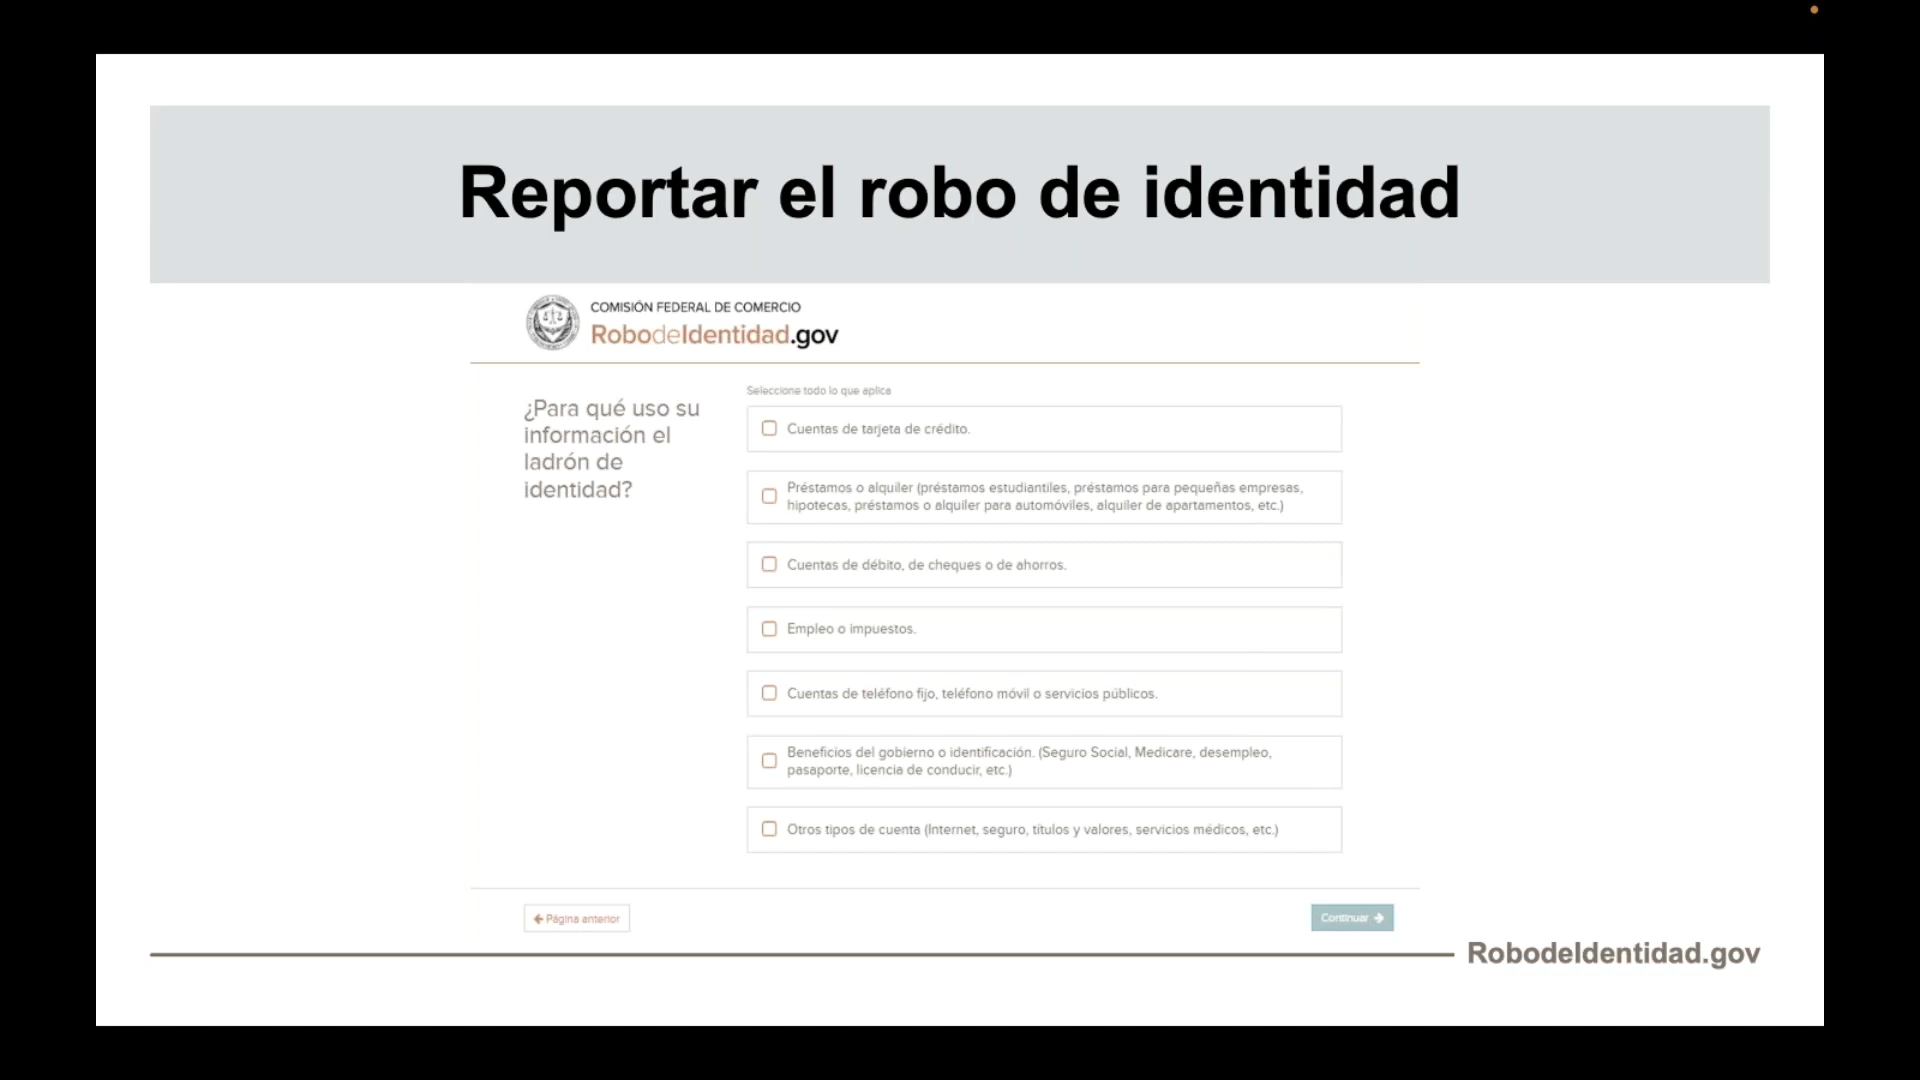 Reportar el robo de identidad
COMISIÓN FEDERAL DE COMERCIO
RobodeIdentidad.gov
¿Para qué uso su
información el
ladrón de
identidad?
Seleccione todo lo que aplica
Cuentas de tarjeta de crédito.
Préstamos o alquiler (préstamos estudiantiles, préstamos para pequeñas empresas,
hipotecas, préstamos o alquiler para automóviles, alquiler de apartamentos, etc.)
Cuentas de débito, de cheques o de ahorros.
Empleo o impuestos.
Cuentas de teléfono fijo, teléfono móvil o servicios públicos.
Beneficios del gobierno o identificación. (Seguro Social, Medicare, desempleo,
pasaporte, licencia de conducir, etc.)
Otros tipos de cuenta (Internet, seguro, títulos y valores, servicios médicos, etc.)
Página anterior
Continuar
RobodeIdentidad.gov